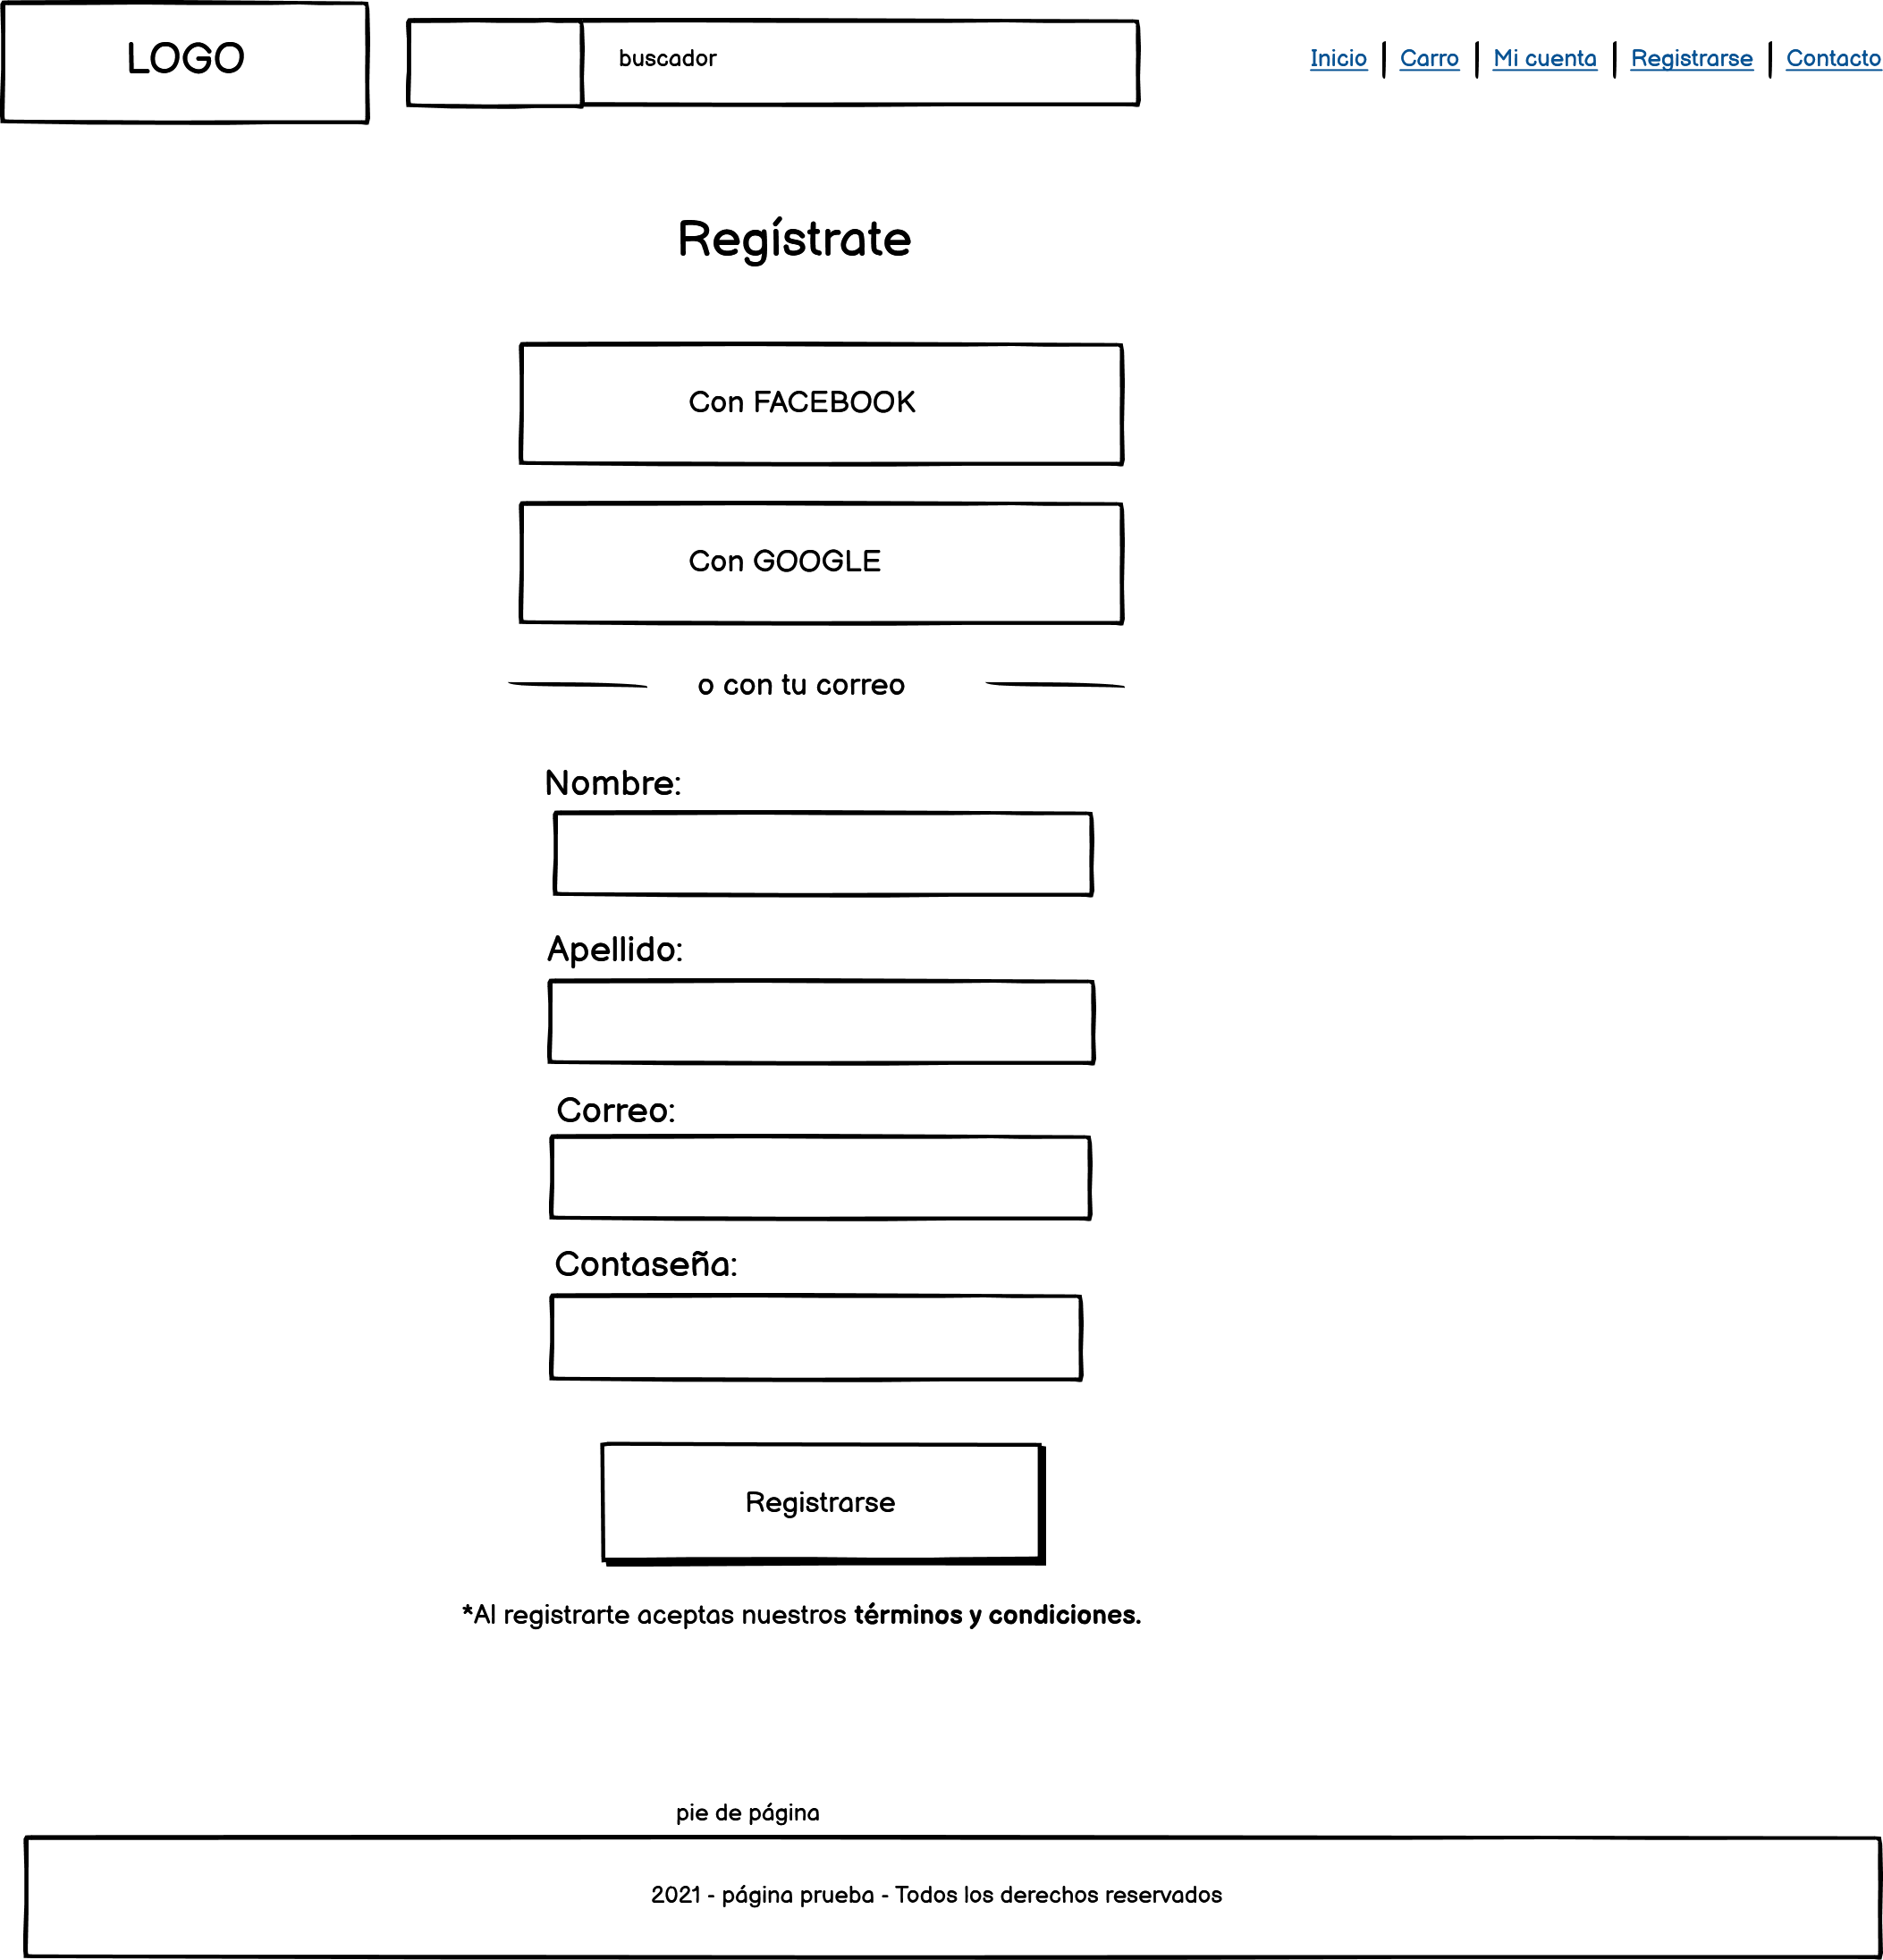 LOGO
buscador
Inicio | Carro | Mi cuenta | Registrarse | Contacto
Regístrate
Con FACEBOOK
Con GOOGLE
o con tu correo
Nombre:
Apellido:
Correo:
Contaseña:
Registrarse
*Al registrarte aceptas nuestros términos y condiciones.
pie de página
2021 - página prueba - Todos los derechos reservados